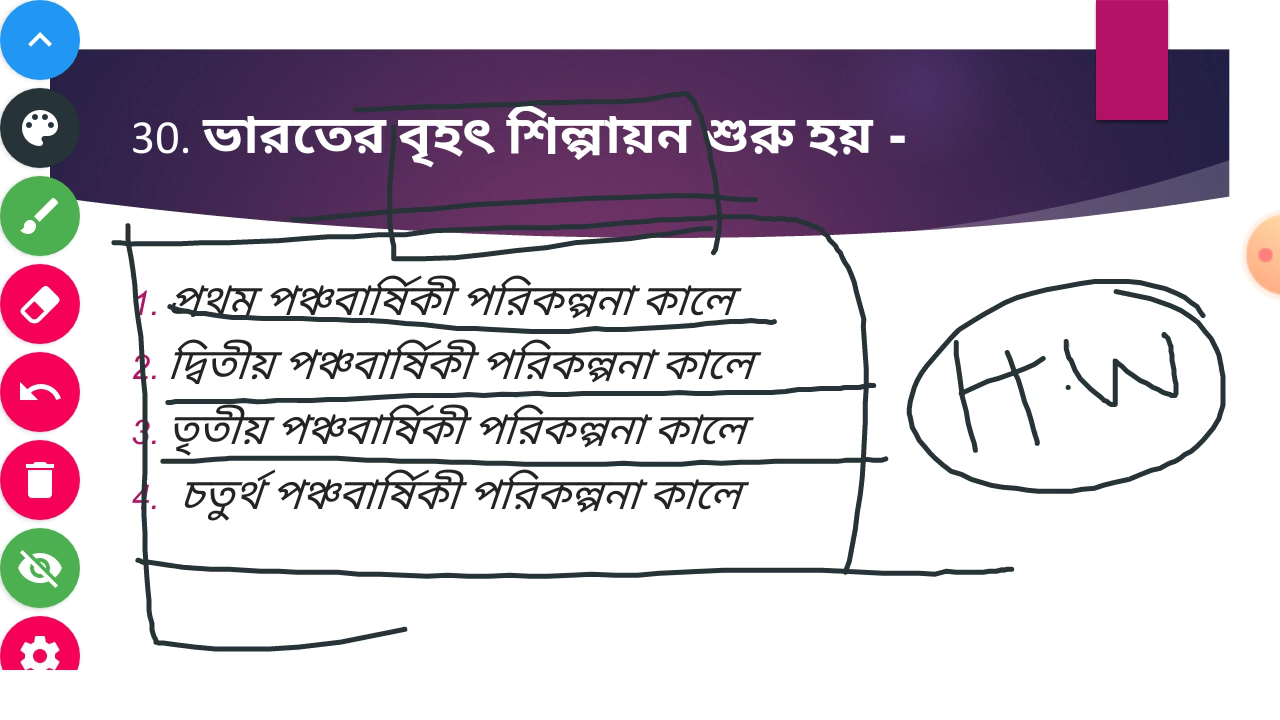 30. ভারতের বৃহৎ শিল্পায়ন শুরু হয় -
1. প্রথম পঞ্চবার্ষিকী পরিকল্পনা কালে
2. দ্বিতীয় পঞ্চবার্ষিকী পরিকল্পনা কালে
3. তৃতীয় পঞ্চবার্ষিকী পরিকল্পনা কালে
4. চতুর্থ পঞ্চবার্ষিকী পরিকল্পনা কালে
H.W